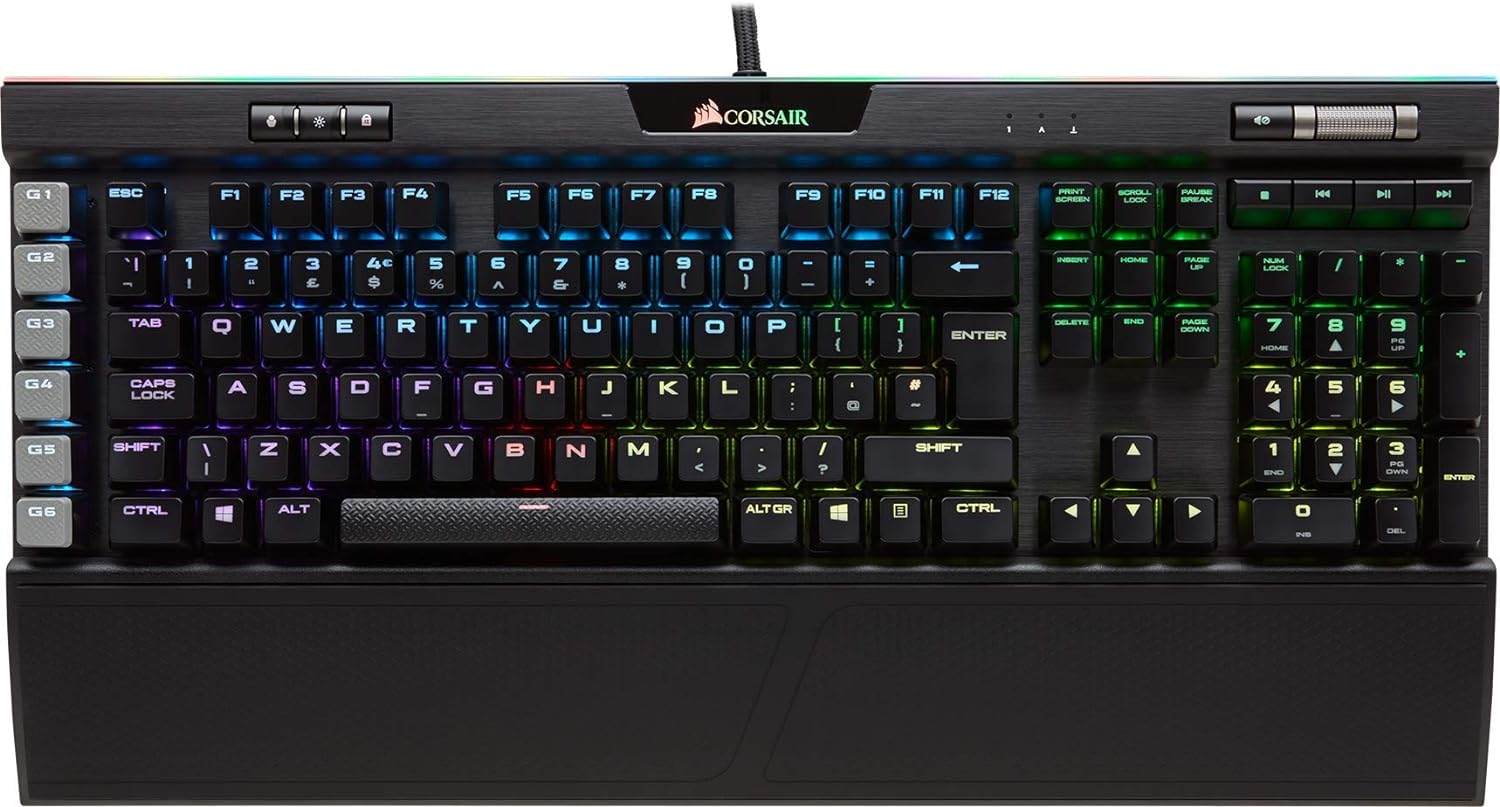 CORSAIR
1 A
G1 ESC F1 F2 F3 F4 F5 F6 F7 F8 F9 F10 F11 F12 PRINT SCREEN SCROLL LOCK PAUSE BREAK
G2 ` | ¬ 1 ! 2 “ 3 £ 4 € $ 5 % 6 ^ 7 & 8 * 9 ( 0 ) - _ = + ← INSERT HOME PAGE UP NUM LOCK / * -
G3 TAB Q W E R T Y U I O P [ { ] } ENTER DELETE END PAGE DOWN 7 HOME 8 ▲ 9 PG UP +
G4 CAPS LOCK A S D F G H J K L ; : ' @ # ~ 4 ◀ 5 6 ▶
G5 SHIFT \ | Z X C V B N M , < . > / ? SHIFT ▲ 1 END 2 ▼ 3 PG DWN ENTER
G6 CTRL ALT ALT GR CTRL ◀ ▼ ▶ 0 INS . DEL